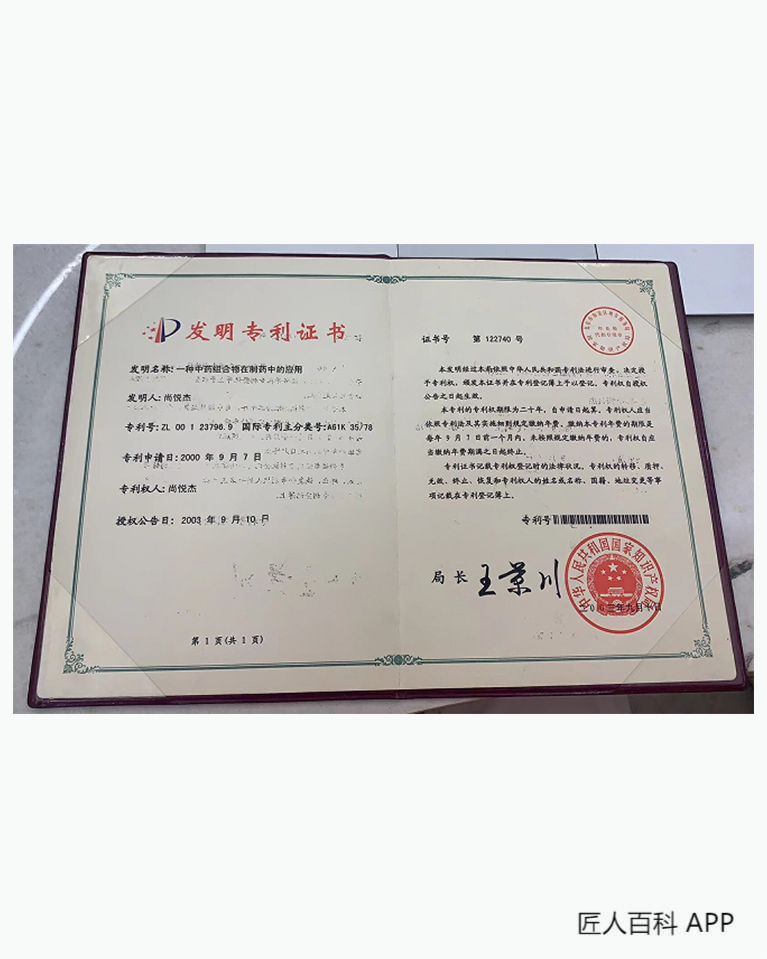 发明专利证书
发明名称:一种中药组合物在制药中的应用
发明人:尚悦杰
专利号:ZL 00 1 23798.9 国际专利主分类号:A61K 35/78
专利申请日:2000 年 9 月 7 日
专利权人:尚悦杰
授权公告日: 2003 年 9 月 10 日
第 1 页(共 1 页)
证书号 第 122740 号
本发明经过本局依照中华人民共和国专利法进行审查,决定授
予专利权,颁发本证书并在专利登记簿上予以登记。专利权自授权
公告之日起生效。
本专利的专利权期限为二十年,自申请日起算。专利权人应当
依照专利法及其实施细则规定缴纳年费。缴纳本专利年费的期限是
每年 9 月 7 日前一个月内。未按照规定缴纳年费的,专利权自应
当缴纳年费期满之日起终止。
专利证书记载专利权登记时的法律状况。专利权的转移、质押、
无效、终止、恢复和专利权人的姓名或名称、国籍、地址变更等事
项记载在专利登记簿上。
专利号
局长 王景川
中华人民共和国国家知识产权局
二〇〇三年九月十日
匠人百科 APP